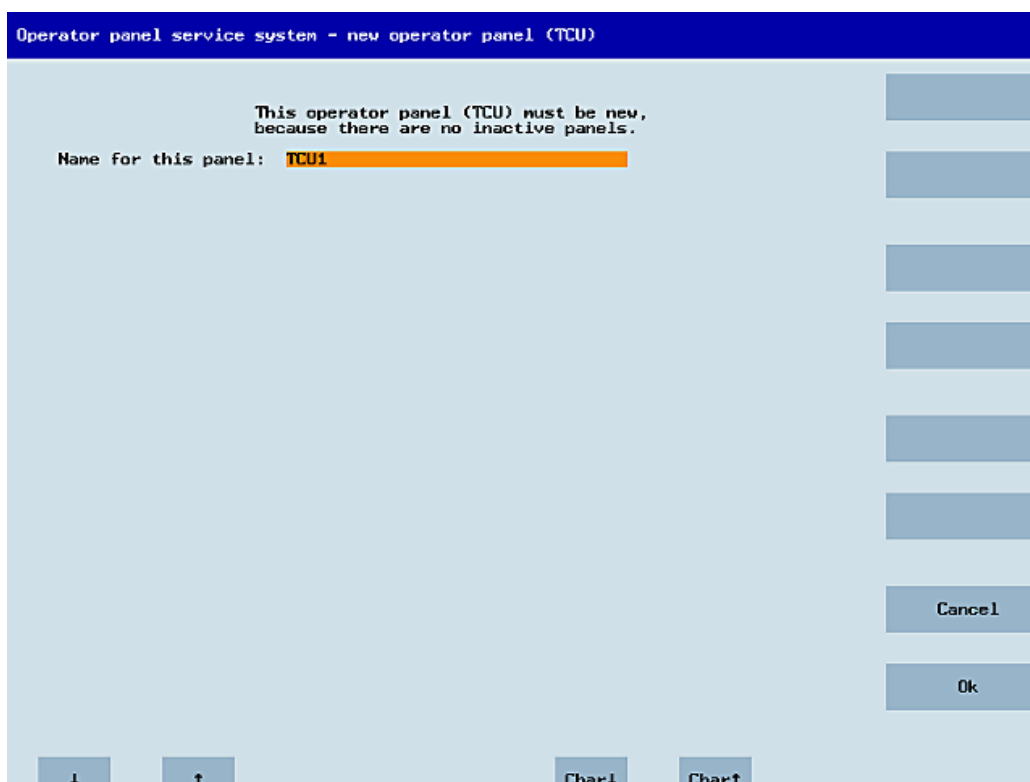 Operator panel service system - new operator panel (TCU)
This operator panel (TCU) must be new,
because there are no inactive panels.
Name for this panel: TCU1
Cancel
Ok
↓ ↑ Char↓ Char↑